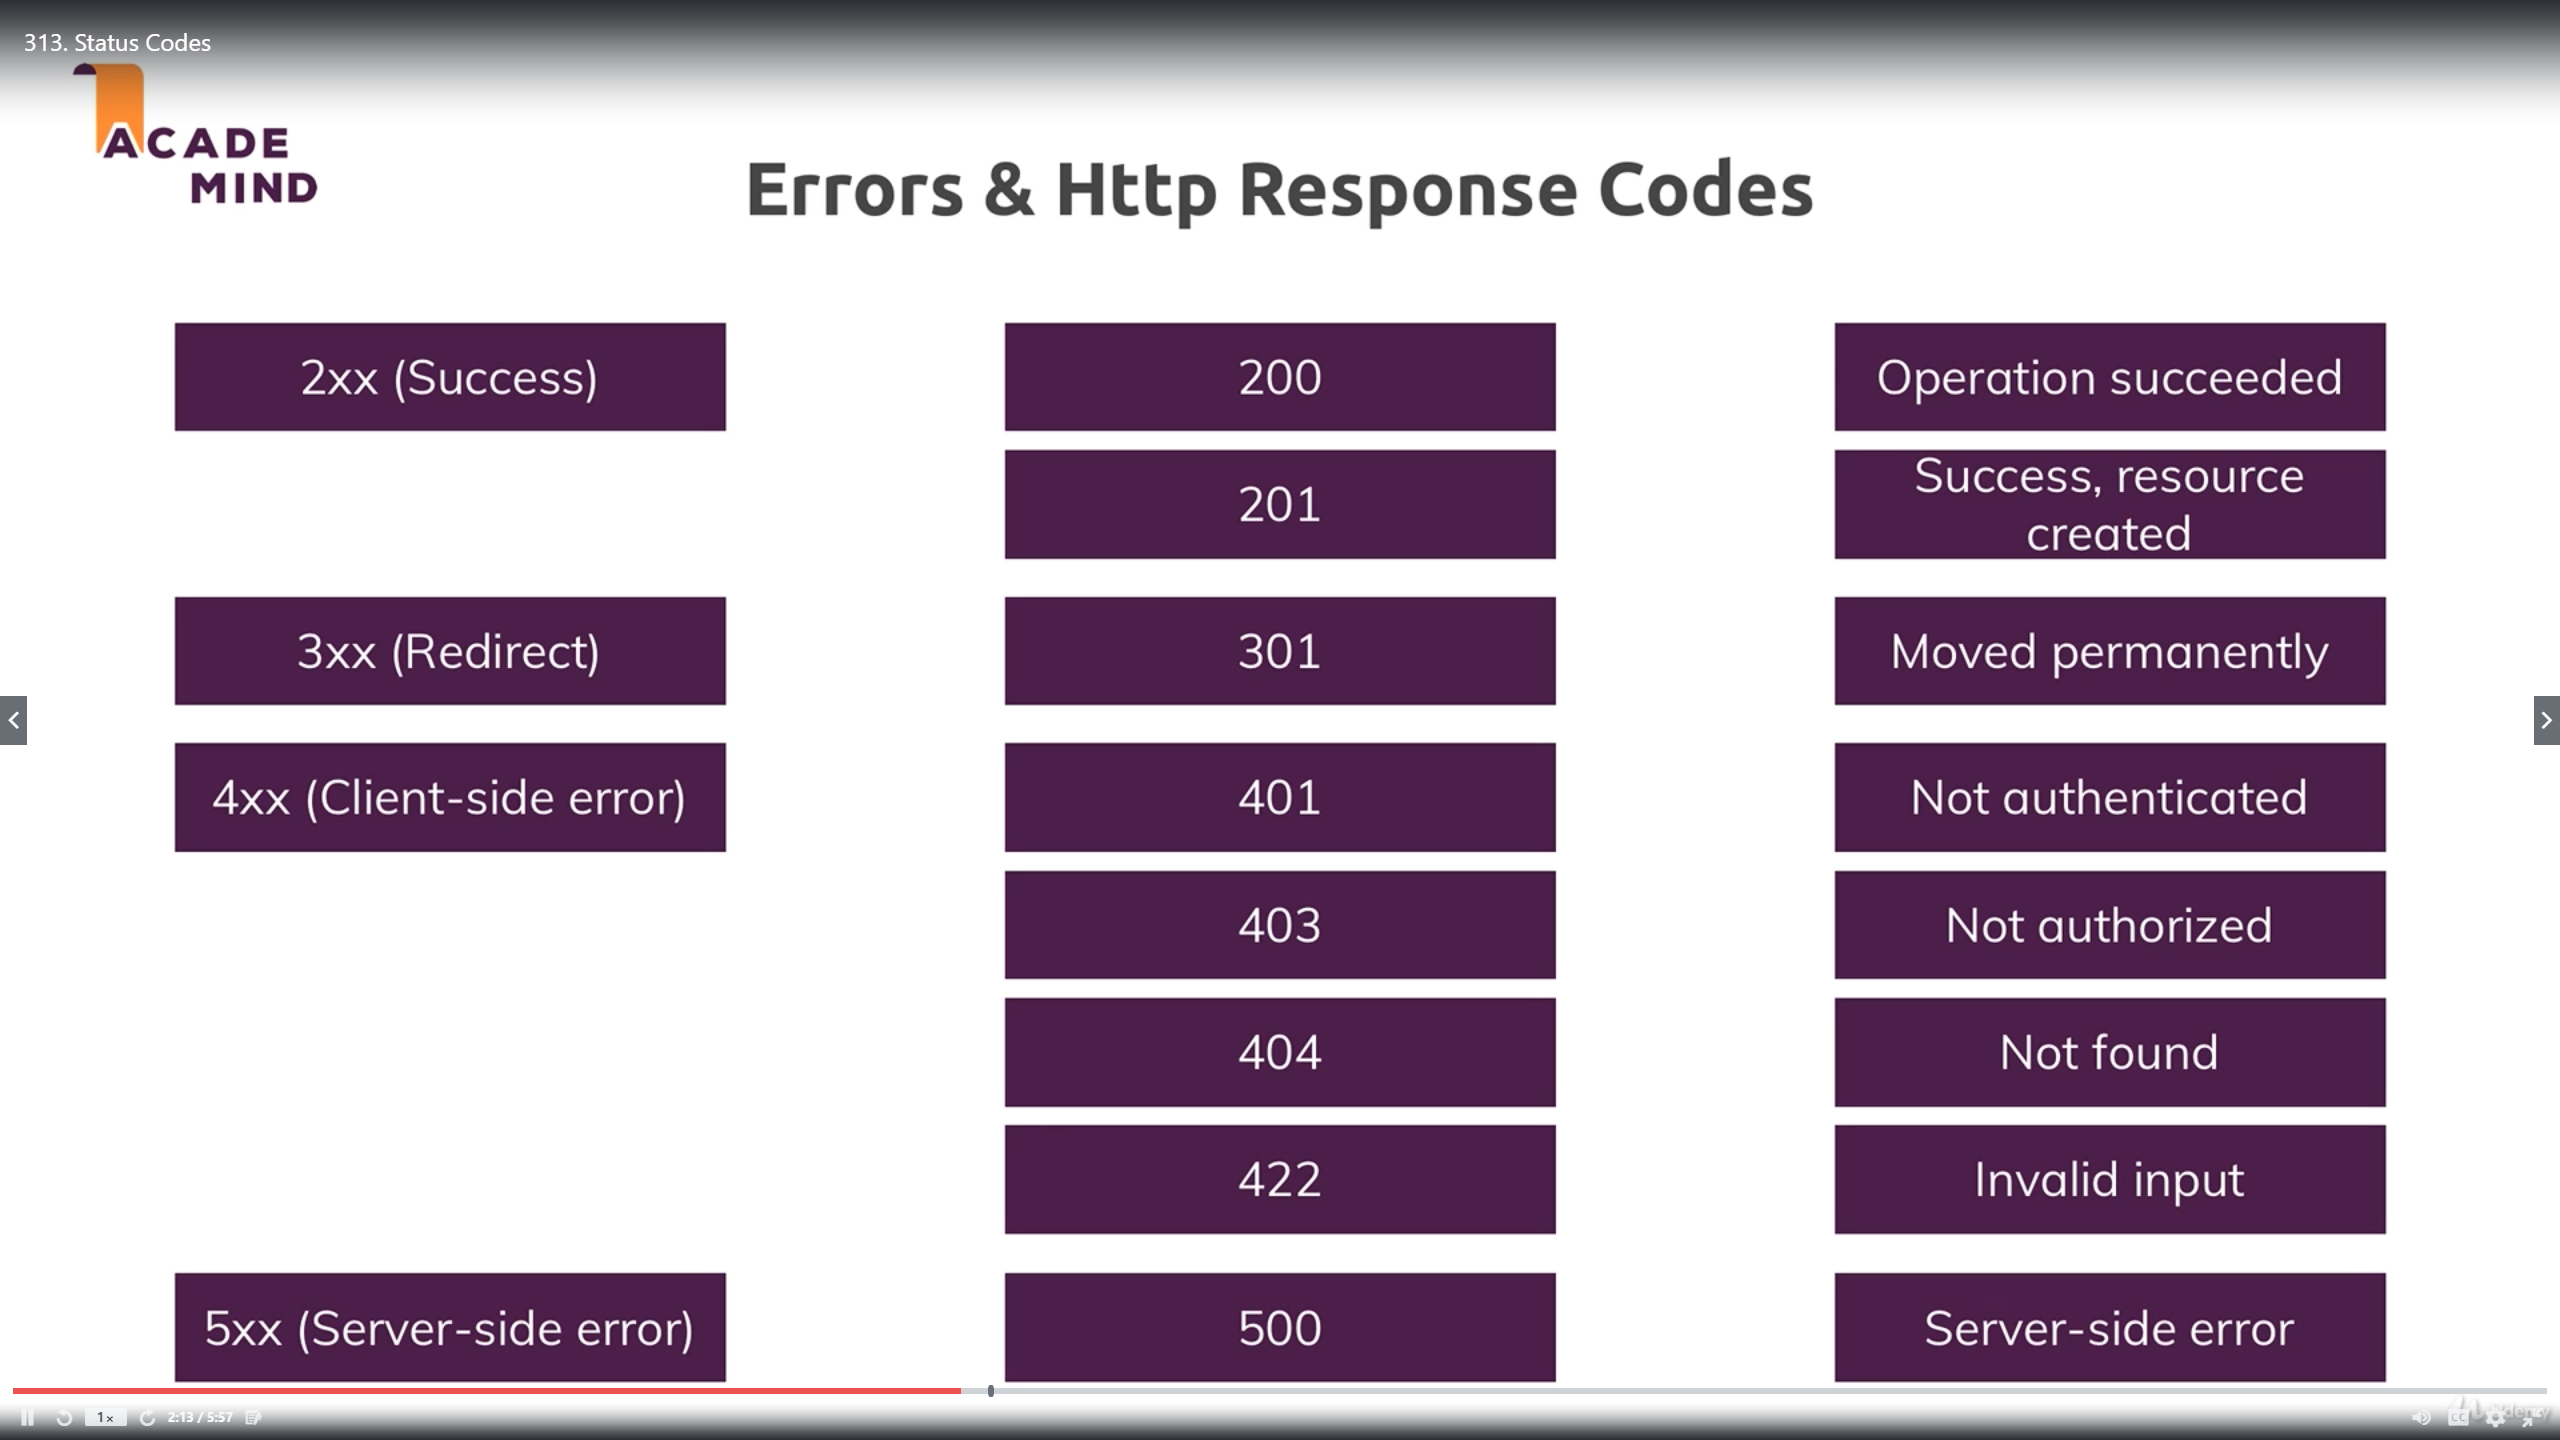 313. Status Codes
ACADE
MIND
Errors & Http Response Codes
2xx (Success)
200
Operation succeeded
201
Success, resource
created
3xx (Redirect)
301
Moved permanently
4xx (Client-side error)
401
Not authenticated
403
Not authorized
404
Not found
422
Invalid input
5xx (Server-side error)
500
Server-side error
1x
2:13 / 5:57
CC